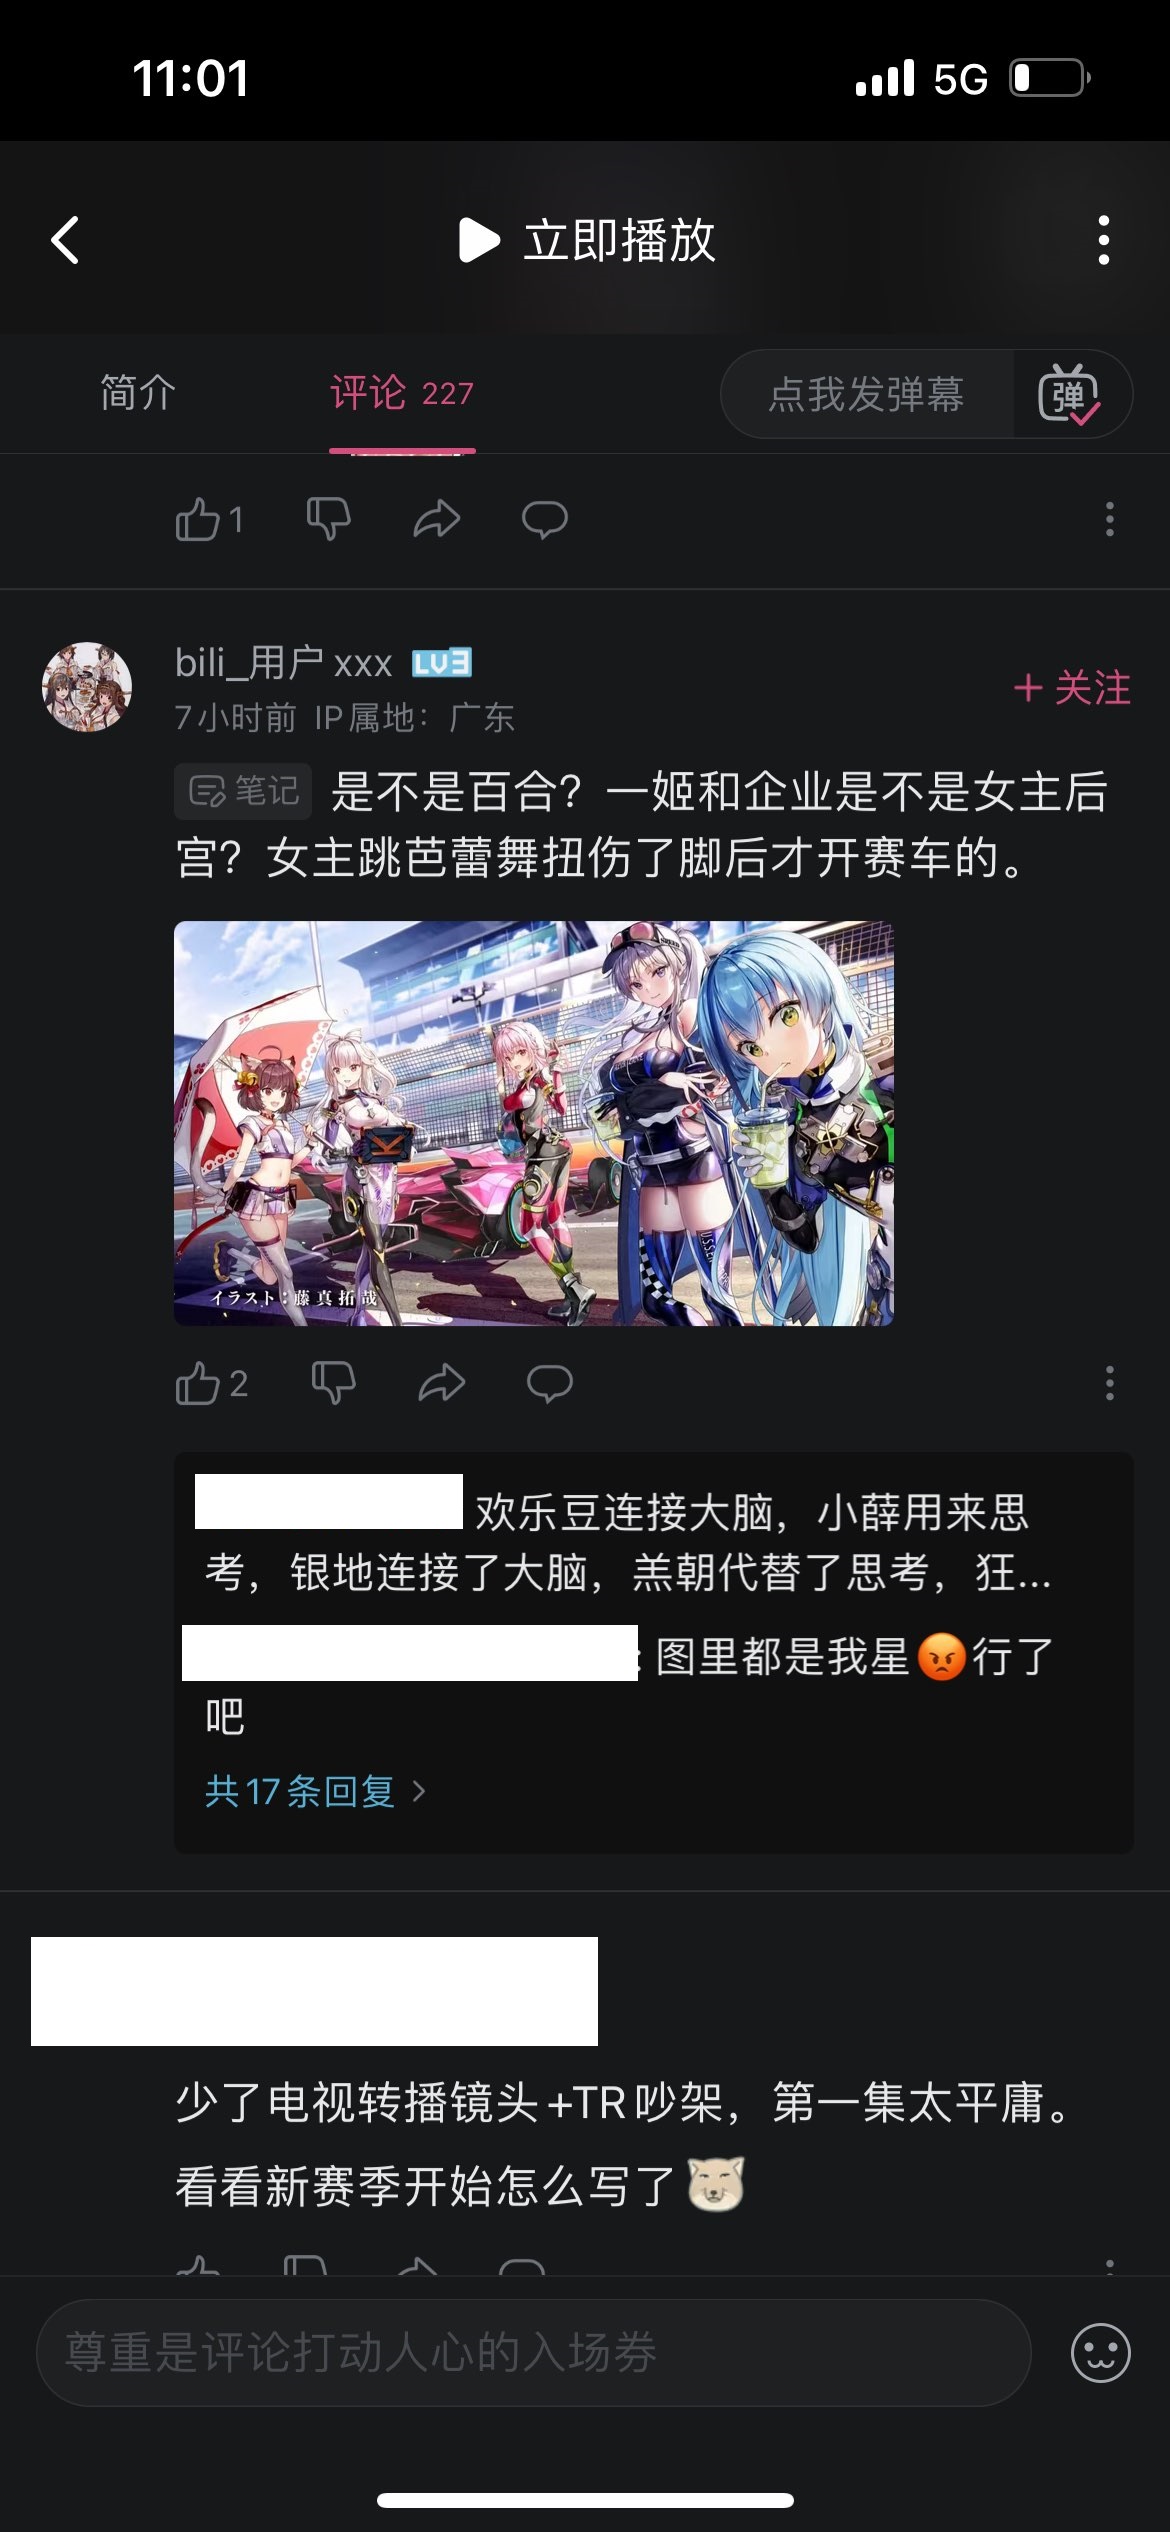 11:01
5G
立即播放
简介
评论 227
点我发弹幕
弹
1
bili_用户xxx LV3
+ 关注
7小时前 IP属地：广东
笔记 是不是百合？一姬和企业是不是女主后
宫？女主跳芭蕾舞扭伤了脚后才开赛车的。
イラスト：藤真拓哉
2
欢乐豆连接大脑，小薛用来思
考，银地连接了大脑，羔朝代替了思考，狂...
: 图里都是我星😡行了
吧
共17条回复 >
少了电视转播镜头+TR吵架，第一集太平庸。
看看新赛季开始怎么写了
尊重是评论打动人心的入场券